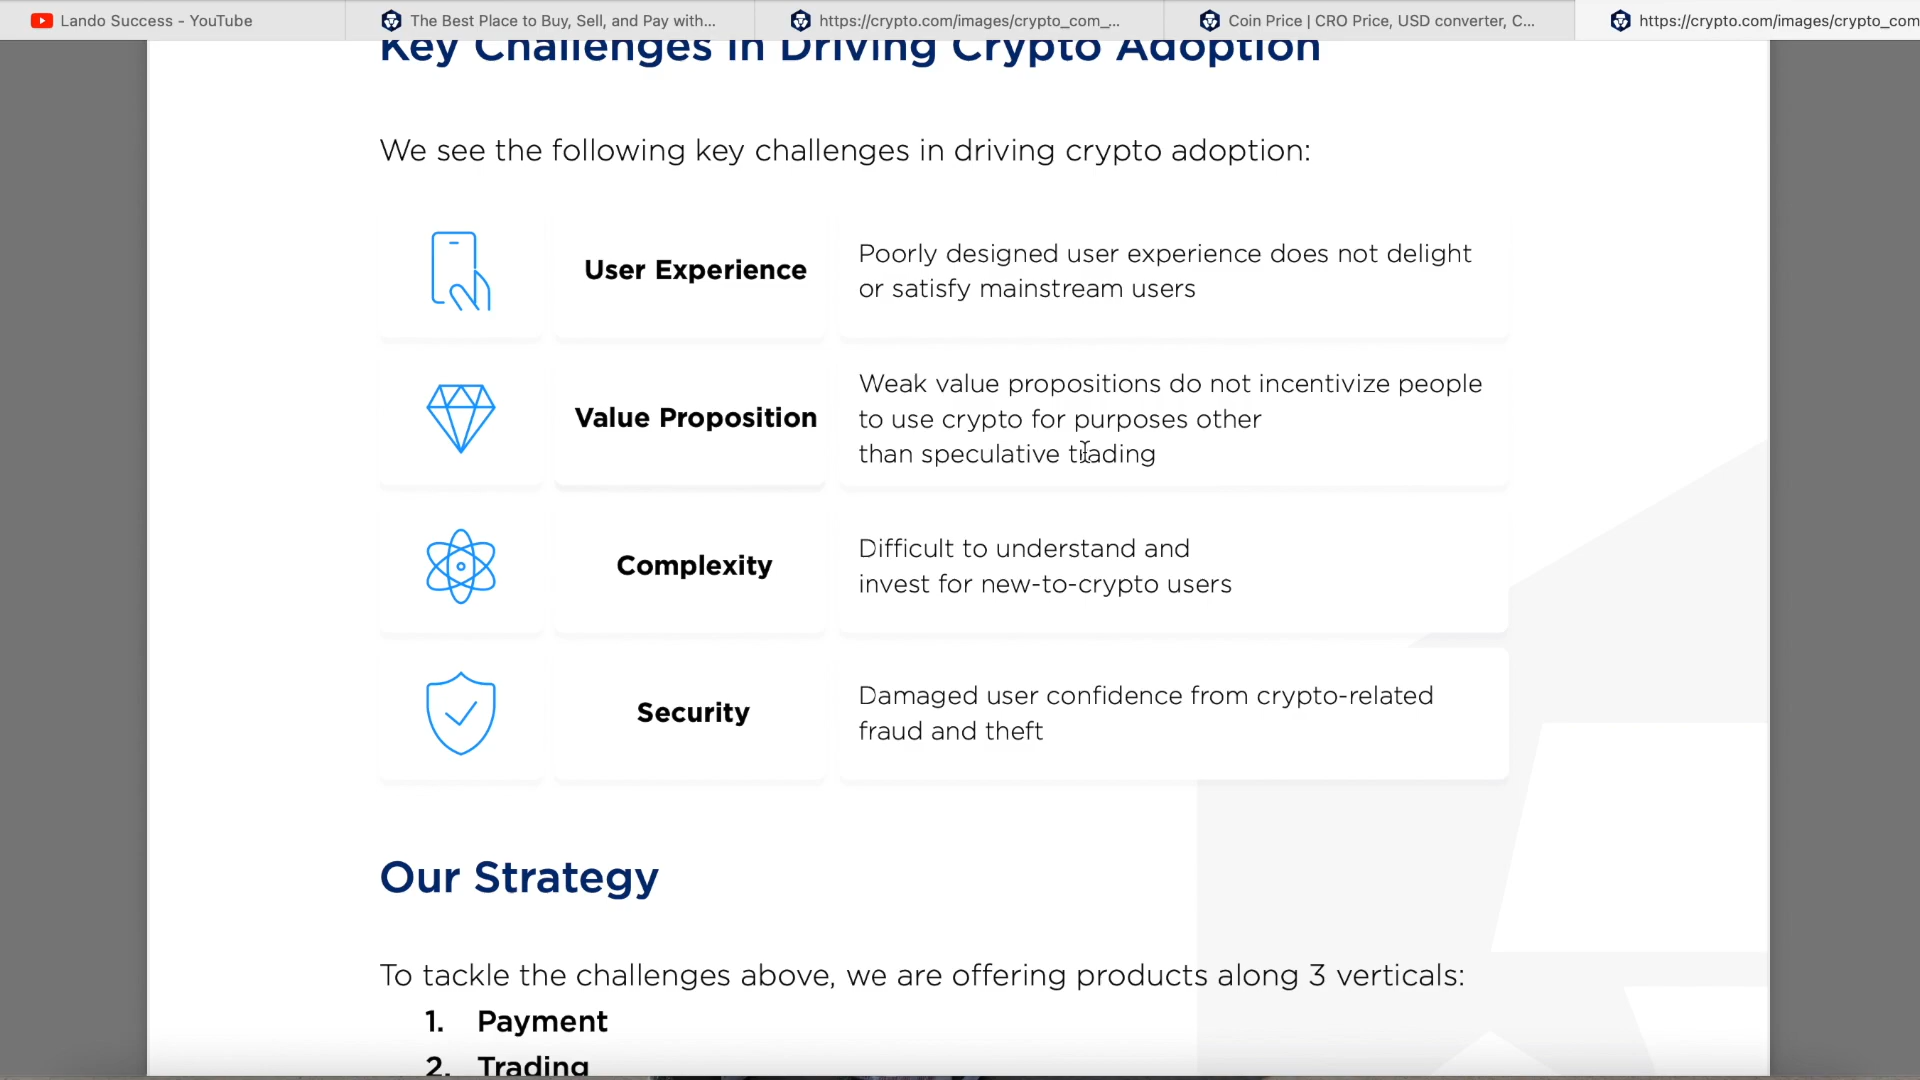 Lando Success - YouTube
The Best Place to Buy, Sell, and Pay with...
https://crypto.com/images/crypto_com_...
Coin Price | CRO Price, USD converter, C...
https://crypto.com/images/crypto_com
Key Challenges in Driving Crypto Adoption
We see the following key challenges in driving crypto adoption:
User Experience
Poorly designed user experience does not delight
or satisfy mainstream users
Value Proposition
Weak value propositions do not incentivize people
to use crypto for purposes other
than speculative trading
Complexity
Difficult to understand and
invest for new-to-crypto users
Security
Damaged user confidence from crypto-related
fraud and theft
Our Strategy
To tackle the challenges above, we are offering products along 3 verticals:
1. Payment
2. Trading